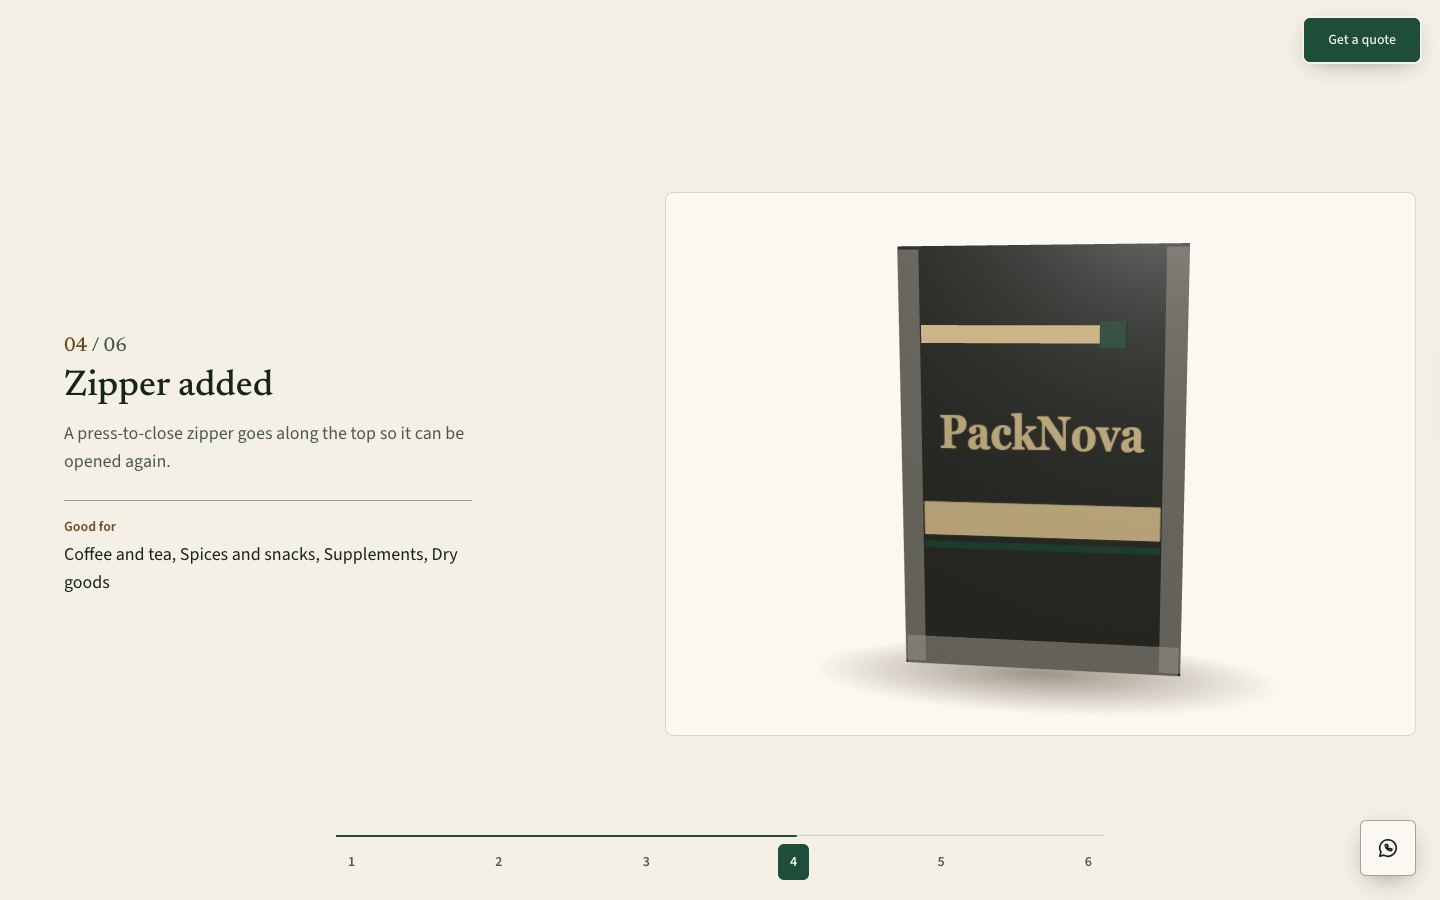 Get a quote
04 / 06
Zipper added
A press-to-close zipper goes along the top so it can be
opened again.
Good for
Coffee and tea, Spices and snacks, Supplements, Dry
goods
PackNova
1 2 3 4 5 6